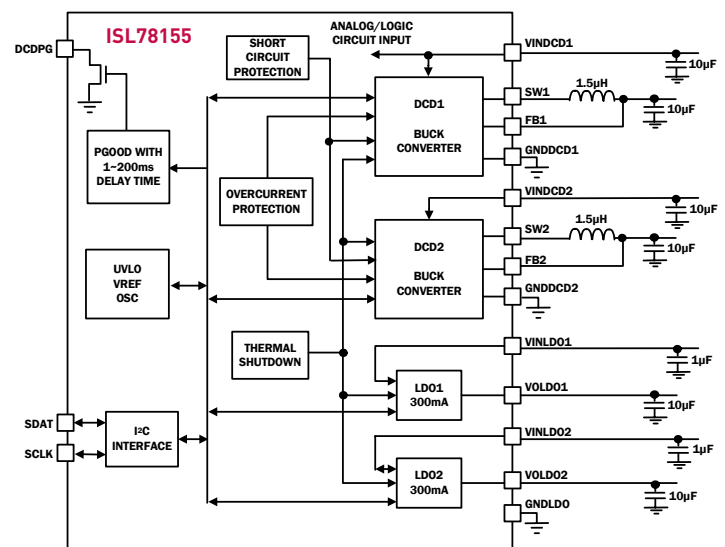 ISL78155
DCDPG
SHORT
CIRCUIT
PROTECTION
ANALOG/LOGIC
CIRCUIT INPUT
VINDCD1
10µF
DCD1
BUCK
CONVERTER
SW1
1.5µH
10µF
FB1
GNDDCD1
PGOOD WITH
1~200ms
DELAY TIME
OVERCURRENT
PROTECTION
VINDCD2
10µF
DCD2
BUCK
CONVERTER
SW2
1.5µH
10µF
FB2
GNDDCD2
UVLO
VREF
OSC
THERMAL
SHUTDOWN
VINLDO1
1µF
LDO1
300mA
VOLDO1
10µF
SDAT
SCLK
I2C
INTERFACE
VINLDO2
1µF
LDO2
300mA
VOLDO2
10µF
GNDLDO